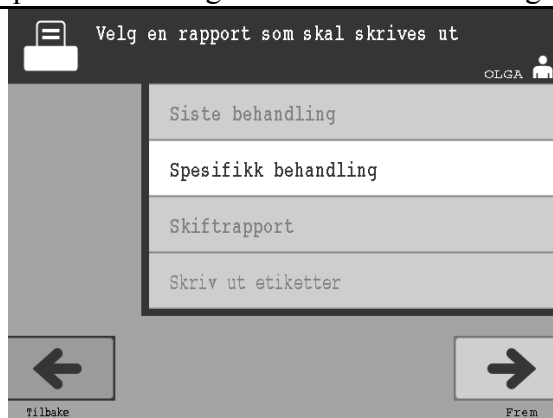 Velg en rapport som skal skrives ut
OLGA
Siste behandling
Spesifikk behandling
Skiftrapport
Skriv ut etiketter
Tilbake
Frem